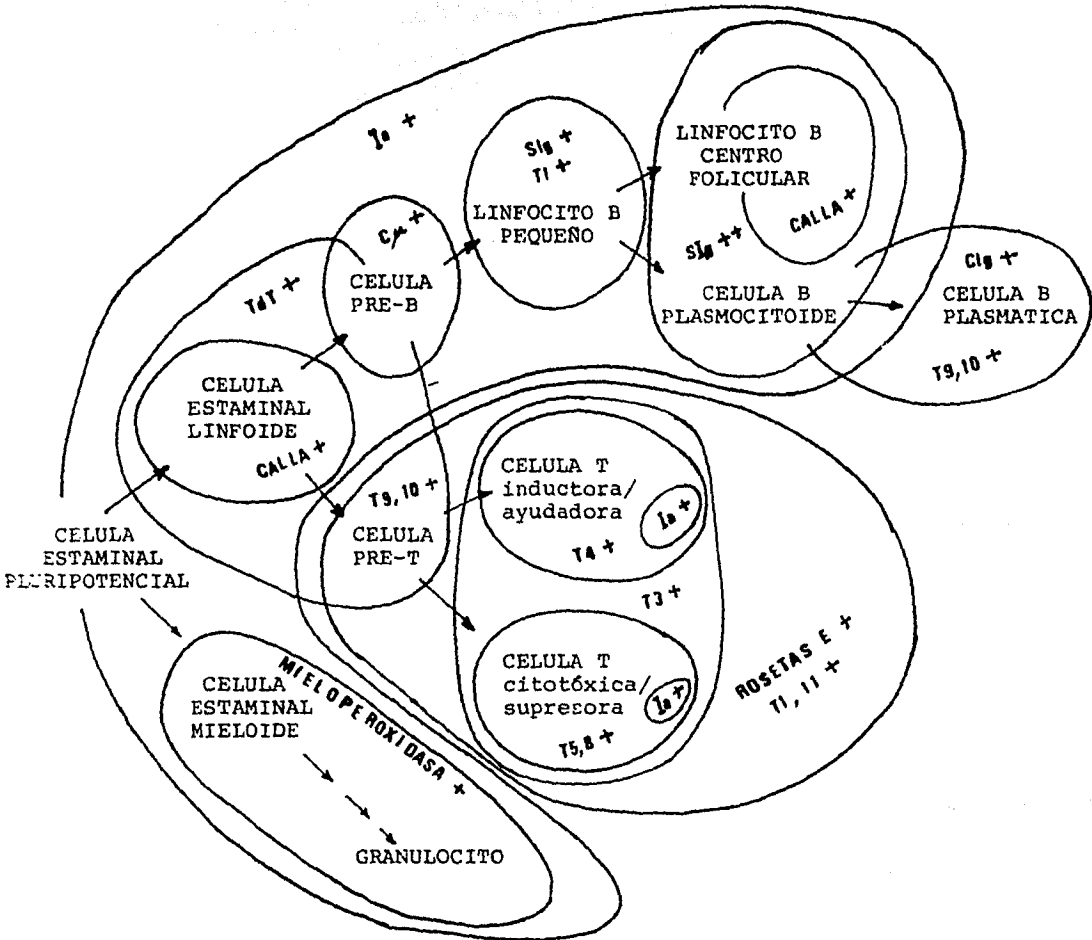 Ia +
SIg +
T1 +
LINFOCITO B
PEQUEÑO
LINFOCITO B
CENTRO
FOLICULAR
CALLA +
SIg ++
CELULA B
PLASMOCITOIDE
CIg +
CELULA B
PLASMATICA
T9,10 +
Cμ +
CELULA
PRE-B
TdT +
CELULA
ESTAMINAL
LINFOIDE
CALLA +
T9,10 +
CELULA
PRE-T
CELULA T
inductora/
ayudadora
Ia +
T4 +
T3 +
CELULA T
citotóxica/
supresora
Ia +
T5,8 +
ROSETAS E +
T1, 11 +
CELULA
ESTAMINAL
PLURIPOTENCIAL
MIELOPEROXIDASA +
CELULA
ESTAMINAL
MIELOIDE
GRANULOCITO